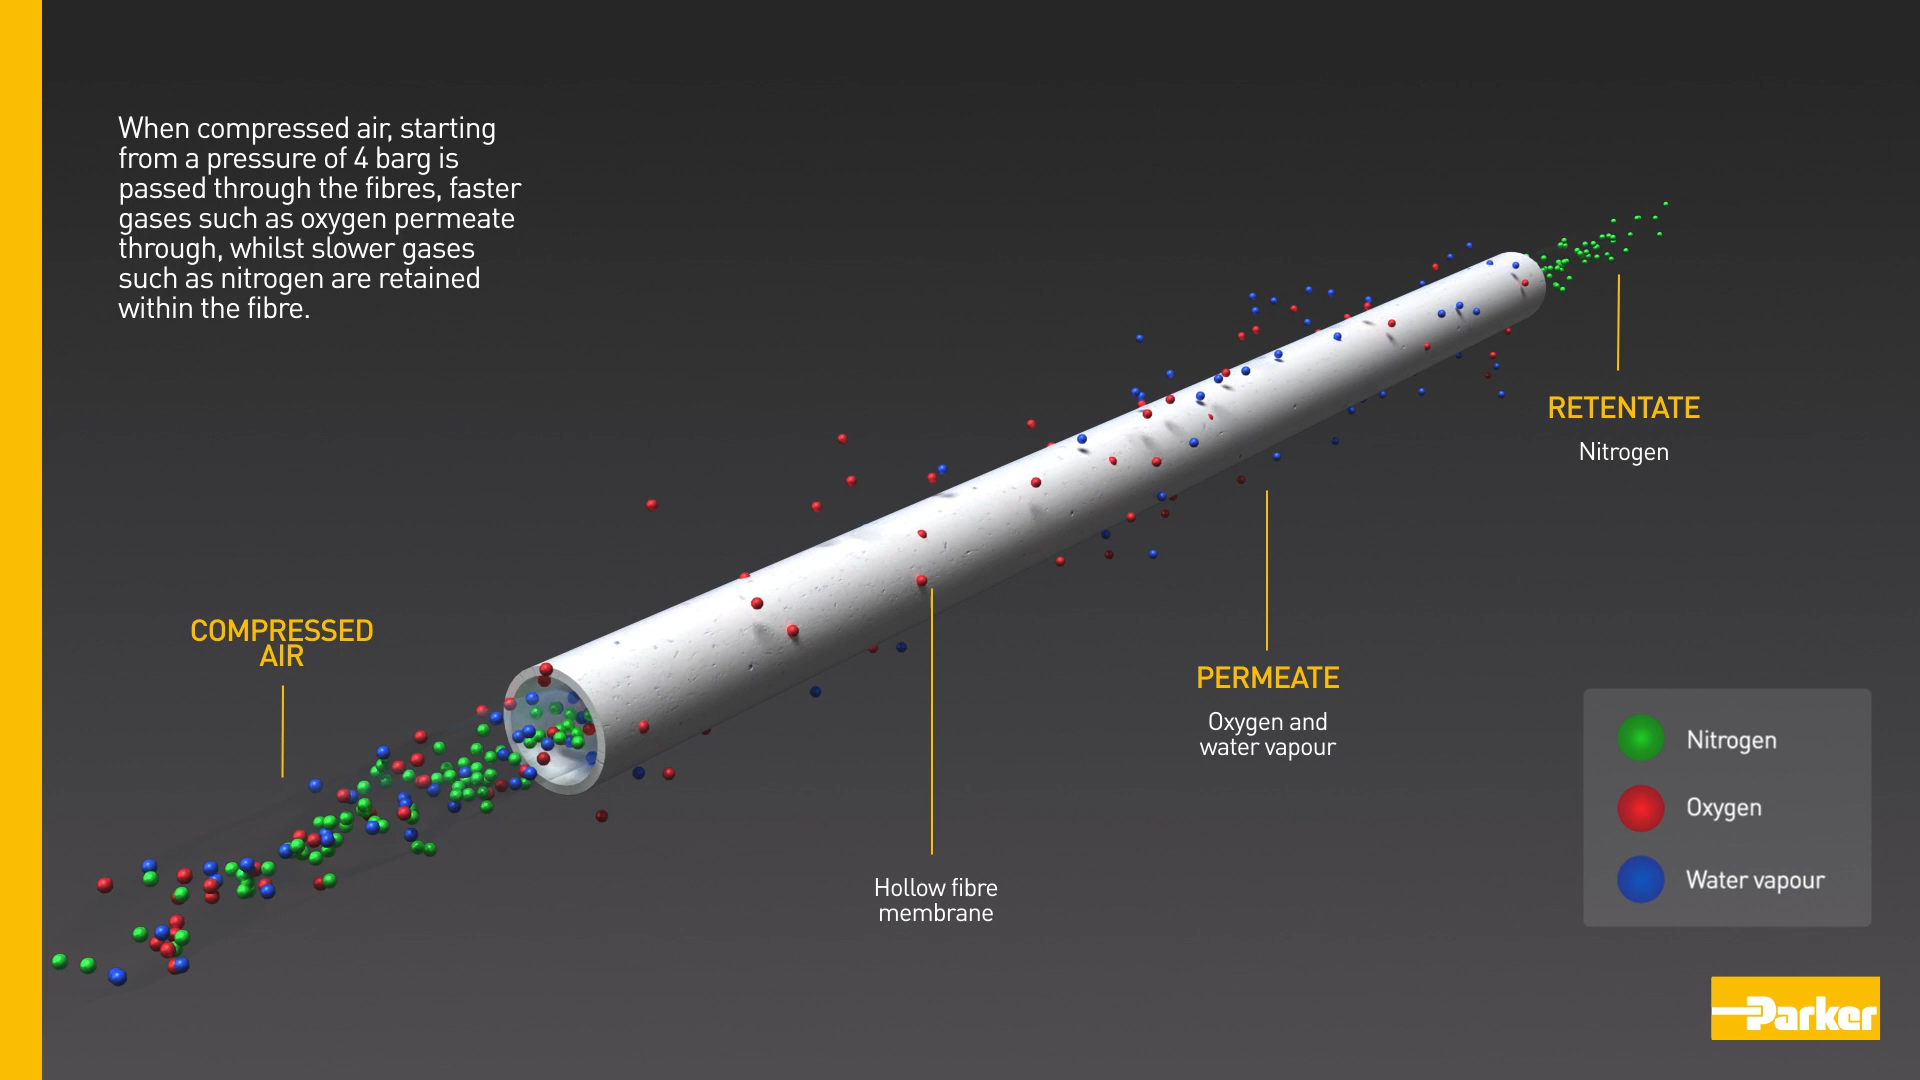 When compressed air, starting
from a pressure of 4 barg is
passed through the fibres, faster
gases such as oxygen permeate
through, whilst slower gases
such as nitrogen are retained
within the fibre.
RETENTATE
Nitrogen
COMPRESSED
AIR
PERMEATE
Oxygen and
water vapour
Hollow fibre
membrane
Nitrogen
Oxygen
Water vapour
Parker